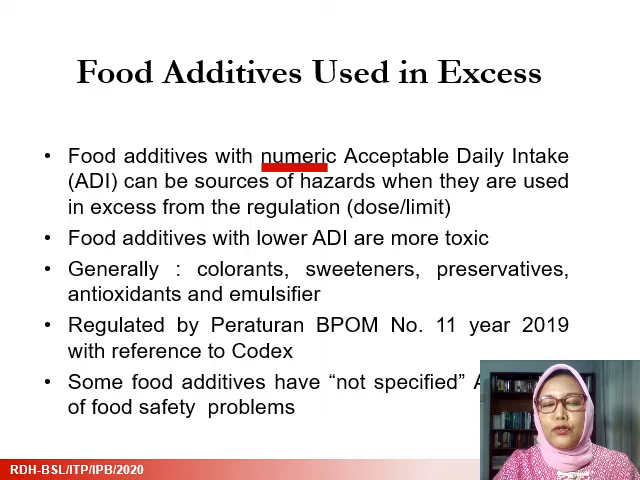 Food Additives Used in Excess
• Food additives with numeric Acceptable Daily Intake
(ADI) can be sources of hazards when they are used
in excess from the regulation (dose/limit)
• Food additives with lower ADI are more toxic
• Generally : colorants, sweeteners, preservatives,
antioxidants and emulsifier
• Regulated by Peraturan BPOM No. 11 year 2019
with reference to Codex
• Some food additives have “not specified”
of food safety problems
RDH-BSL/ITP/IPB/2020